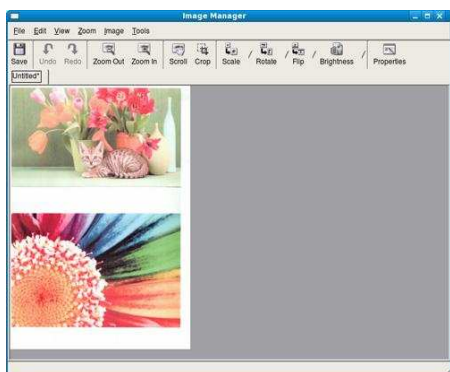 Image Manager
File Edit View Zoom Image Tools
Save Undo Redo Zoom Out Zoom In Scroll Crop Scale Rotate Flip Brightness Properties
Untitled*